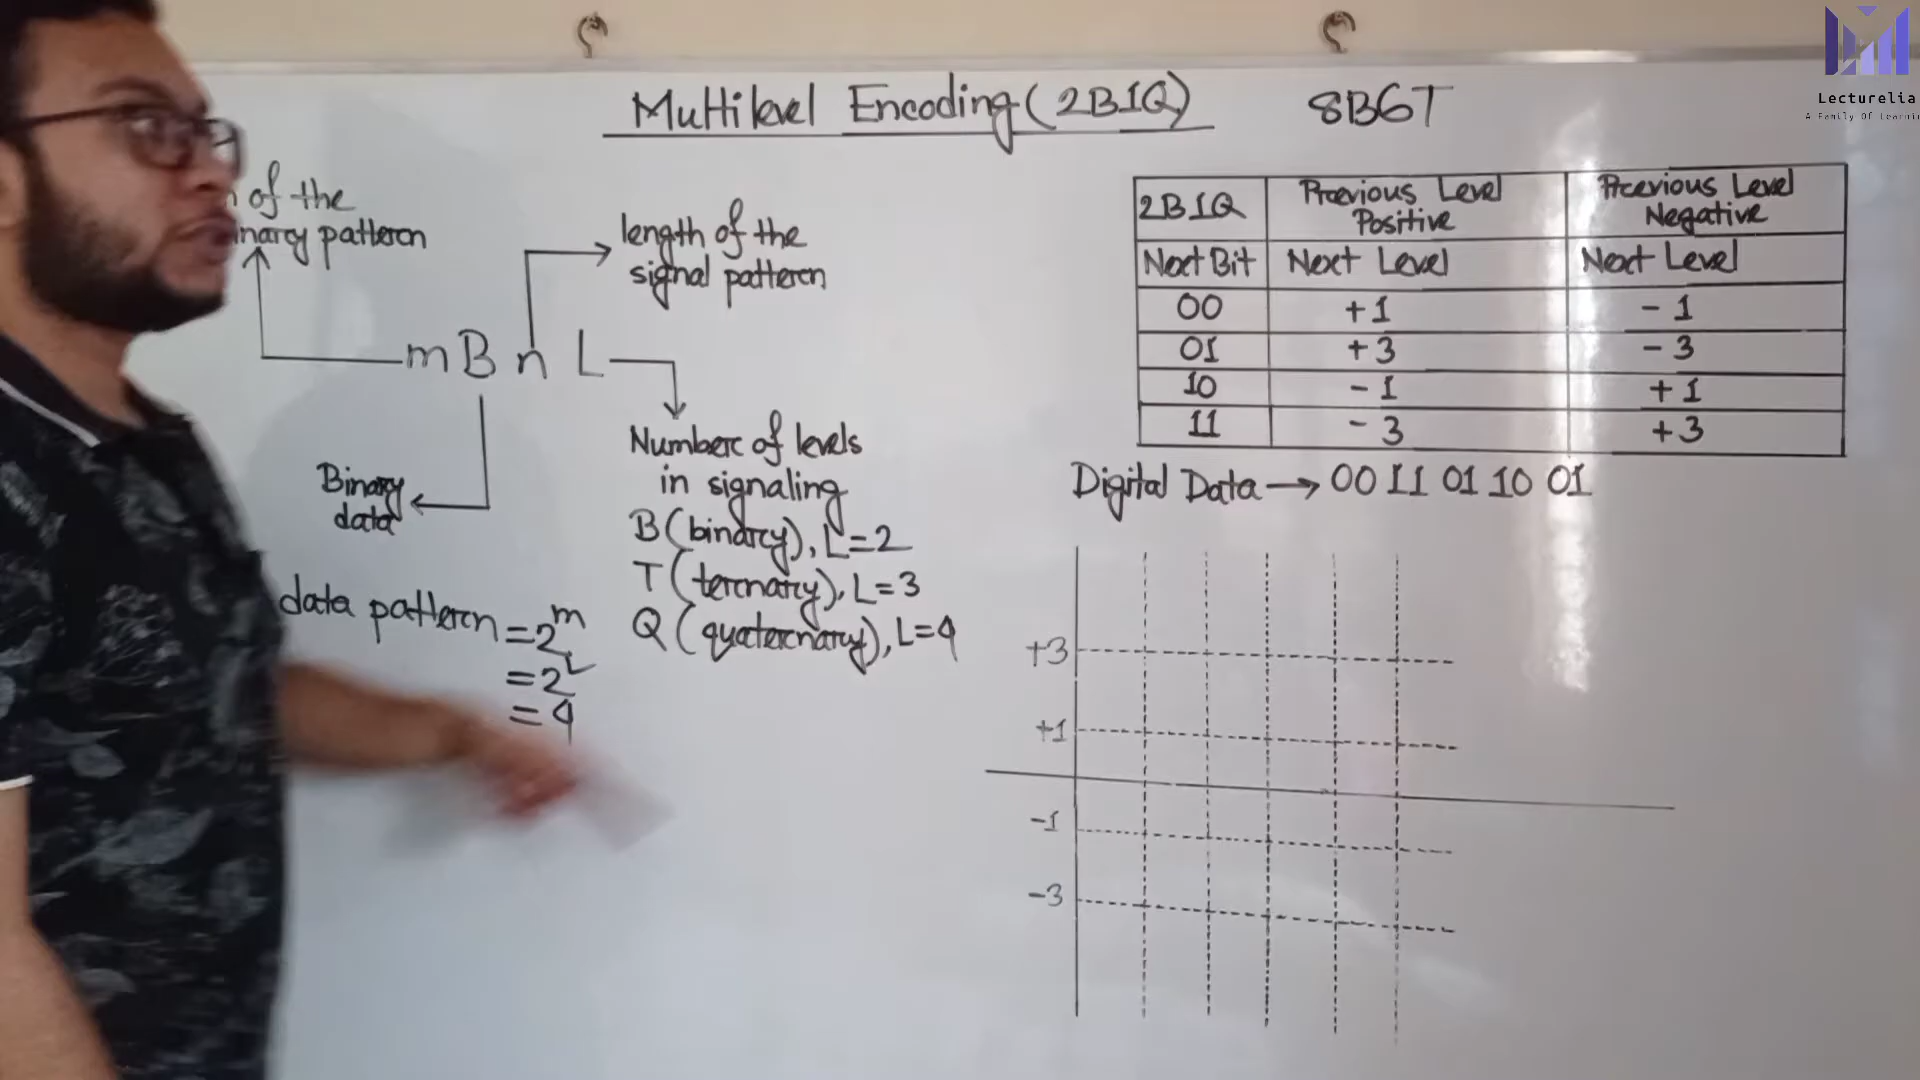 Multilevel Encoding (2B1Q) 8B6T
Lecturelia
A Family Of
of the
pattern
length of the
signal pattern
m B n L
Binary
data
Number of levels
in signaling
B (binary), L=2
T (ternary), L=3
Q (quaternary), L=4
data pattern = 2^m
= 2^2
= 4
2B1Q Previous Level Positive Previous Level Negative
Next Bit Next Level Next Level
00 +1 -1
01 +3 -3
10 -1 +1
11 -3 +3
Digital Data → 00 11 01 10 01
+3
+1
-1
-3